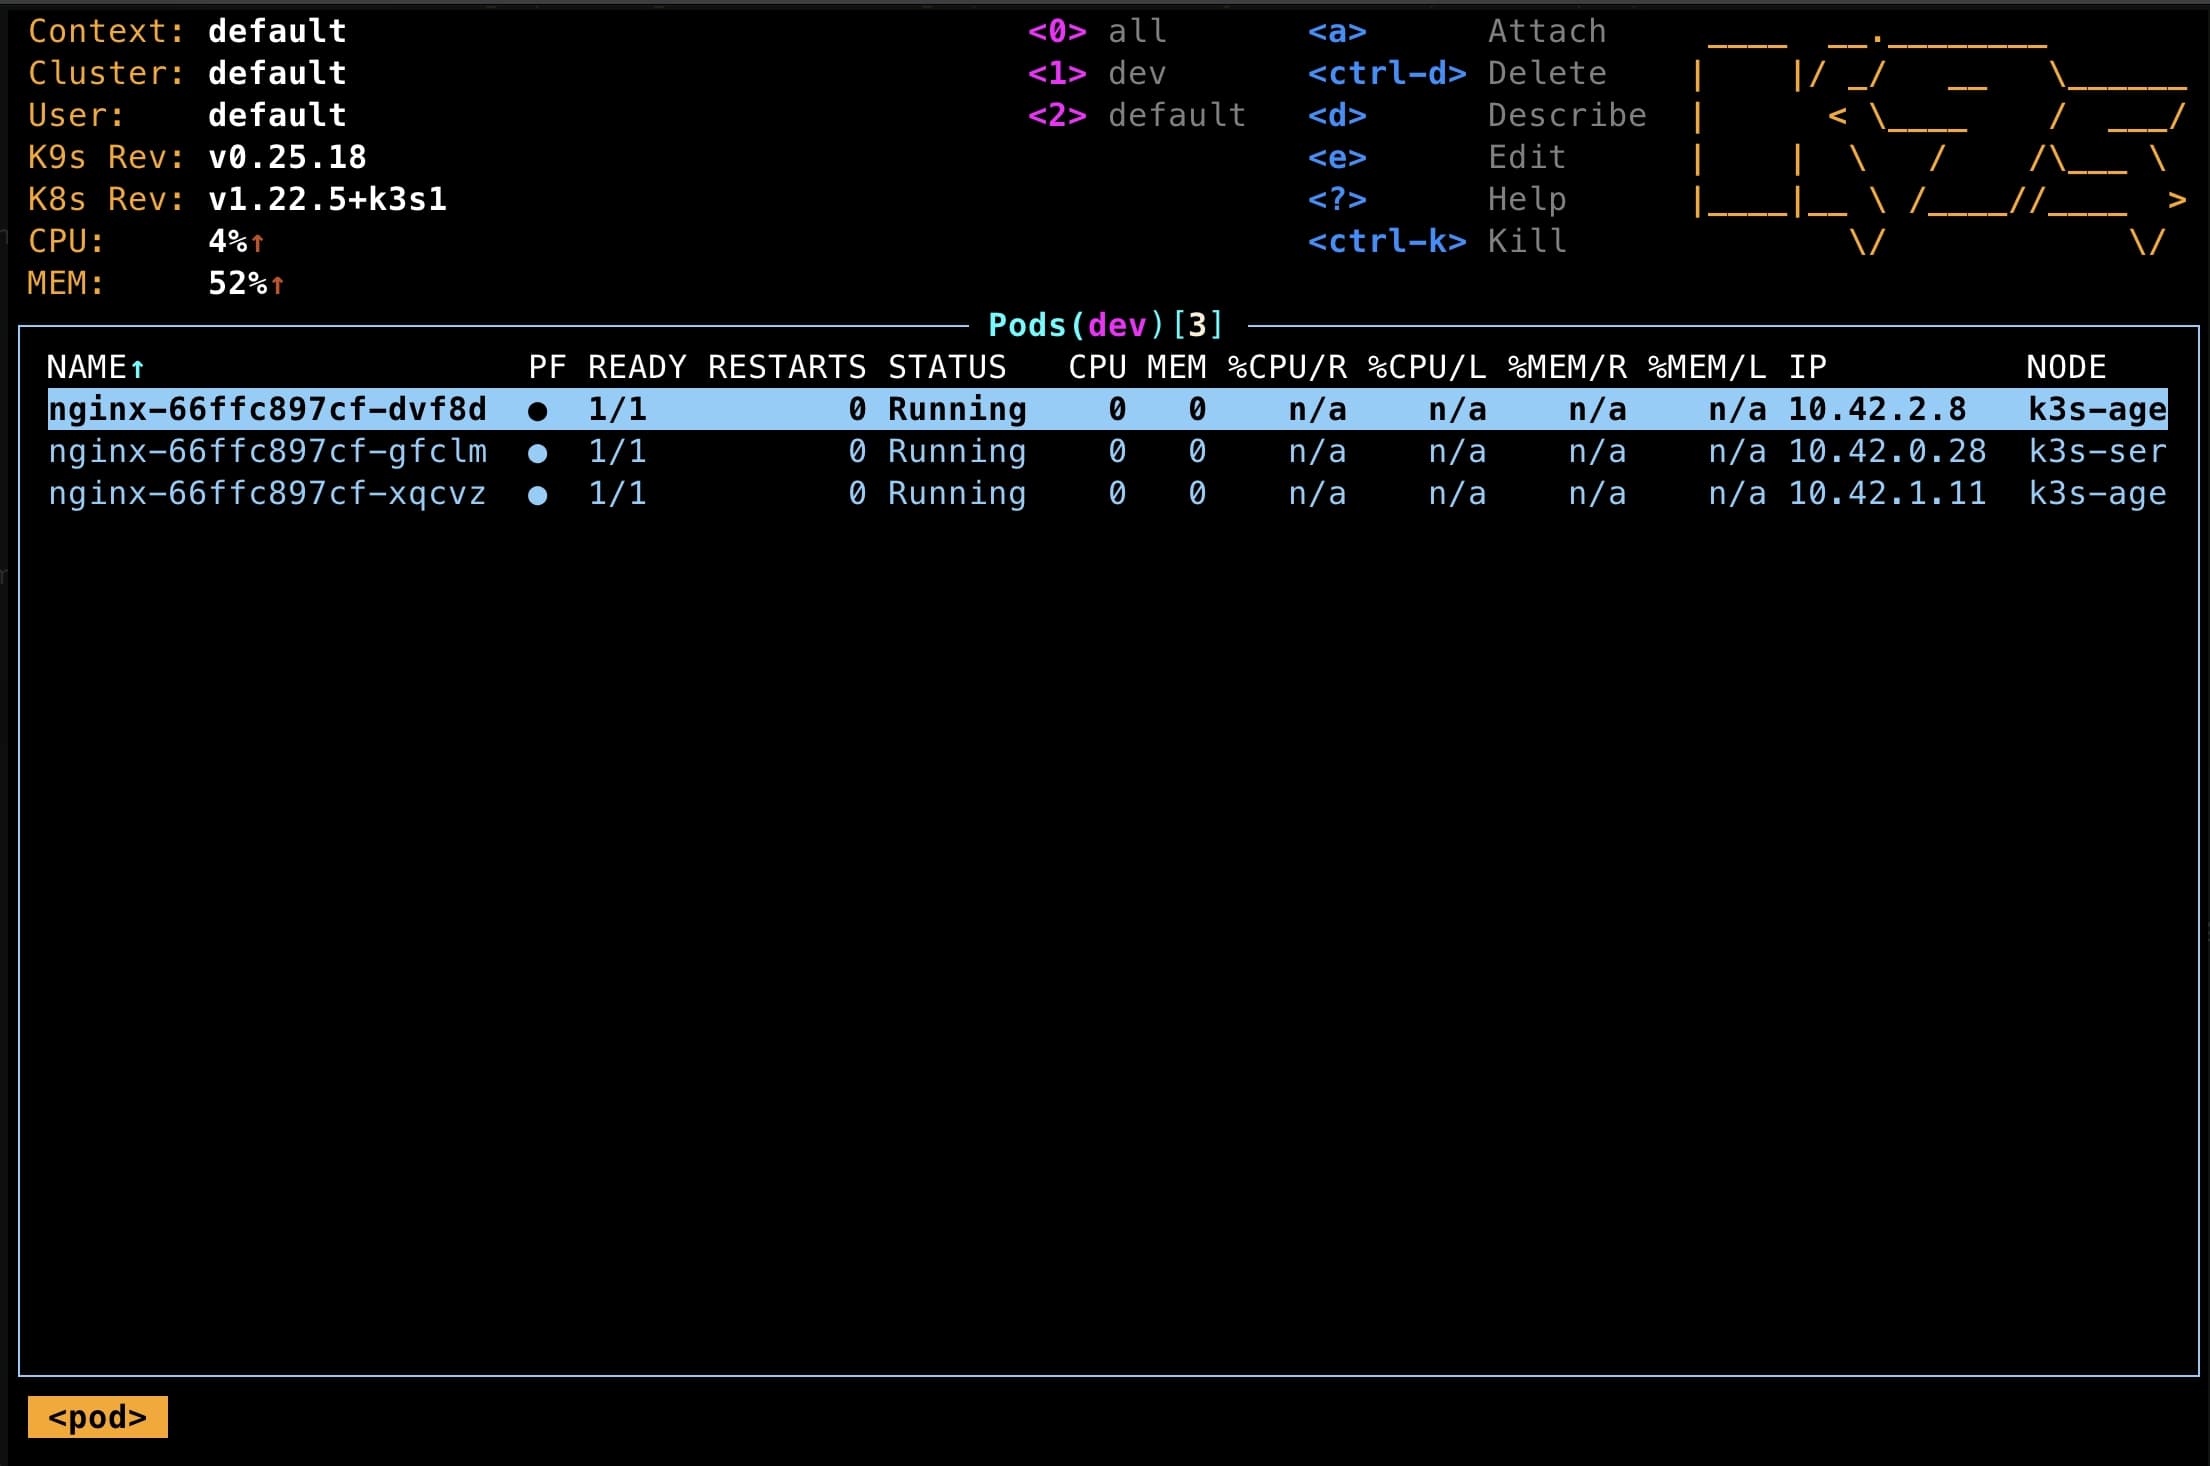 Context: default <0> all <a> Attach
Cluster: default <1> dev <ctrl-d> Delete
User: default <2> default <d> Describe
K9s Rev: v0.25.18 <e> Edit
K8s Rev: v1.22.5+k3s1 <?> Help
CPU: 4%↑ <ctrl-k> Kill
MEM: 52%↑
Pods(dev)[3]
NAME↑ PF READY RESTARTS STATUS CPU MEM %CPU/R %CPU/L %MEM/R %MEM/L IP NODE
nginx-66ffc897cf-dvf8d ● 1/1 0 Running 0 0 n/a n/a n/a n/a 10.42.2.8 k3s-age
nginx-66ffc897cf-gfclm ● 1/1 0 Running 0 0 n/a n/a n/a n/a 10.42.0.28 k3s-ser
nginx-66ffc897cf-xqcvz ● 1/1 0 Running 0 0 n/a n/a n/a n/a 10.42.1.11 k3s-age
<pod>